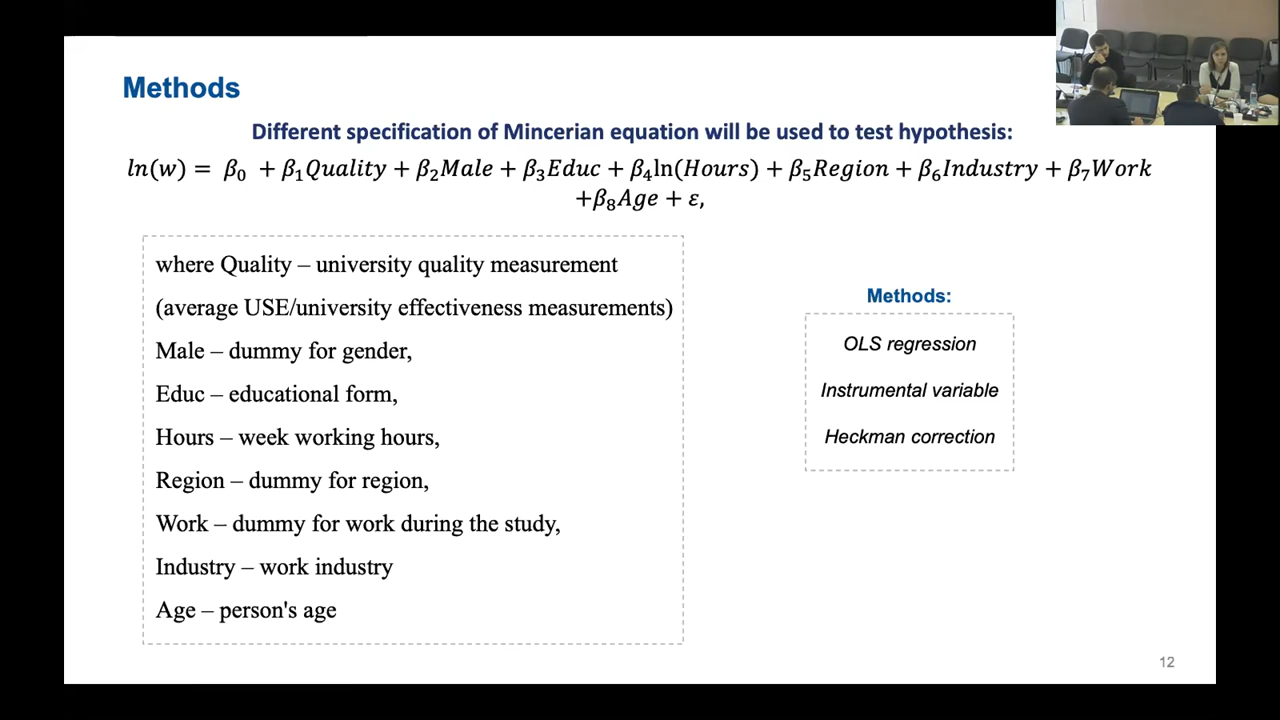 Methods
Different specification of Mincerian equation will be used to test hypothesis:
ln(w) = β₀ + β₁Quality + β₂Male + β₃Educ + β₄ln(Hours) + β₅Region + β₆Industry + β₇Work
+β₈Age + ε,
where Quality – university quality measurement
(average USE/university effectiveness measurements)
Male – dummy for gender,
Educ – educational form,
Hours – week working hours,
Region – dummy for region,
Work – dummy for work during the study,
Industry – work industry
Age – person's age
Methods:
OLS regression
Instrumental variable
Heckman correction
12